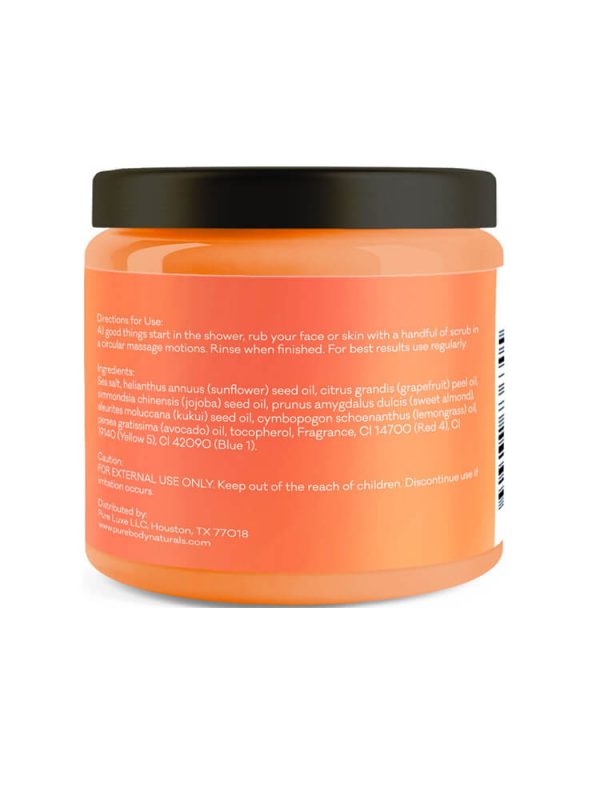 Directions for Use:
All good things start in the shower, rub your face or skin with a handful of scrub in
a circular massage motions. Rinse when finished. For best results use regularly.
Ingredients:
Sea salt, helianthus annuus (sunflower) seed oil, citrus grandis (grapefruit) peel oil,
simmondsia chinensis (jojoba) seed oil, prunus amygdalus dulcis (sweet almond),
aleurites moluccana (kukui) seed oil, cymbopogon schoenanthus (lemongrass) oil,
persea gratissima (avocado) oil, tocopherol, Fragrance, CI 14700 (Red 4), CI
19140 (Yellow 5), CI 42090 (Blue 1).
Caution:
FOR EXTERNAL USE ONLY. Keep out of the reach of children. Discontinue use if
irritation occurs.
Distributed by:
Pure Luxe LLC, Houston, TX 77018
www.purebodynaturals.com